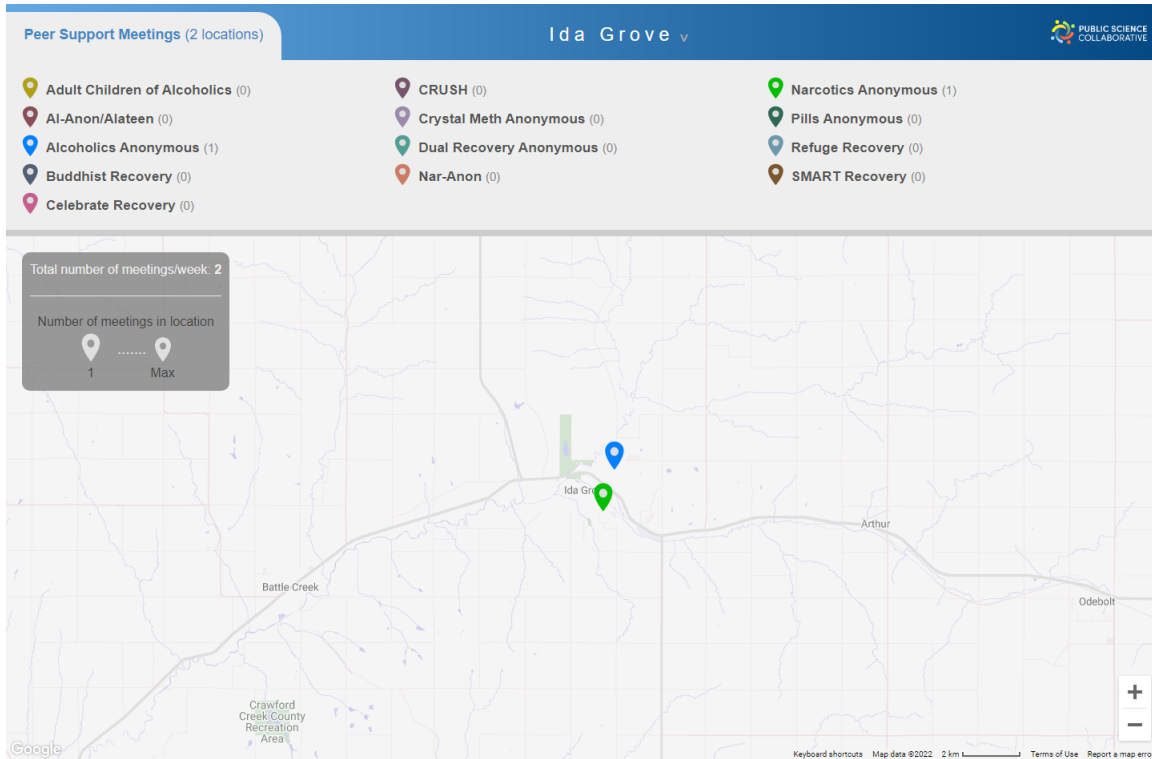 Peer Support Meetings (2 locations)
Ida Grove v
PUBLIC SCIENCE
COLLABORATIVE
Adult Children of Alcoholics (0)
Al-Anon/Alateen (0)
Alcoholics Anonymous (1)
Buddhist Recovery (0)
Celebrate Recovery (0)
CRUSH (0)
Crystal Meth Anonymous (0)
Dual Recovery Anonymous (0)
Nar-Anon (0)
Narcotics Anonymous (1)
Pills Anonymous (0)
Refuge Recovery (0)
SMART Recovery (0)
Total number of meetings/week: 2
Number of meetings in location
1 ....... Max
Ida Gro
Arthur
Battle Creek
Odebolt
Crawford
Creek County
Recreation
Area
+
−
Google
Keyboard shortcuts Map data ©2022 2 km Terms of Use Report a map erro